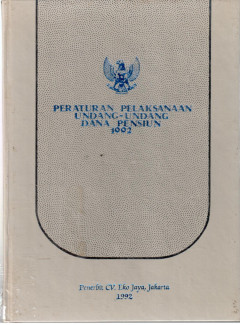 PERATURAN PELAKSANAAN
UNDANG-UNDANG
DANA PENSIUN
1992
Penerbit CV. Eko Jaya, Jakarta
1992